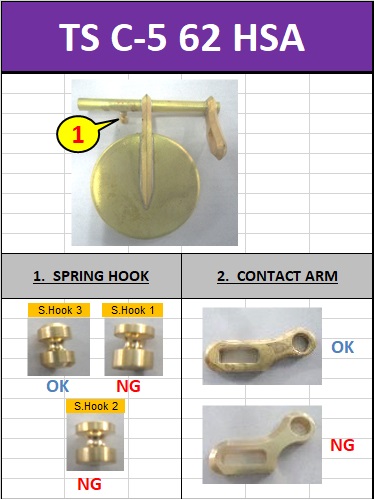 TS C-5 62 HSA
1
1. SPRING HOOK
2. CONTACT ARM
S.Hook 3
S.Hook 1
OK
NG
S.Hook 2
NG
OK
NG